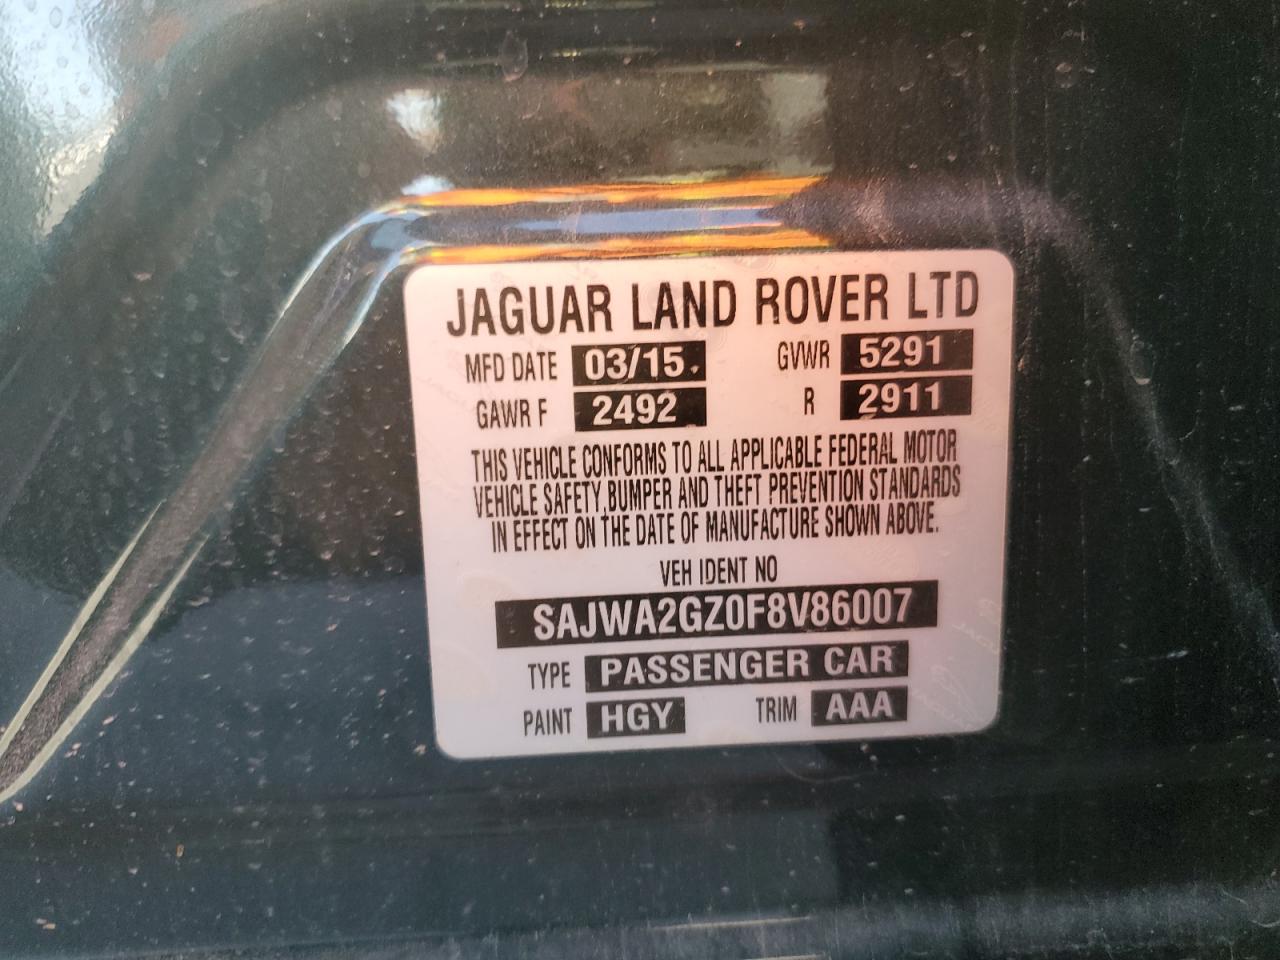 JAGUAR LAND ROVER LTD
MFD DATE 03/15. GVWR 5291
GAWR F 2492 R 2911
THIS VEHICLE CONFORMS TO ALL APPLICABLE FEDERAL MOTOR
VEHICLE SAFETY, BUMPER AND THEFT PREVENTION STANDARDS
IN EFFECT ON THE DATE OF MANUFACTURE SHOWN ABOVE.
VEH IDENT NO
SAJWA2GZ0F8V86007
TYPE PASSENGER CAR
PAINT HGY TRIM AAA